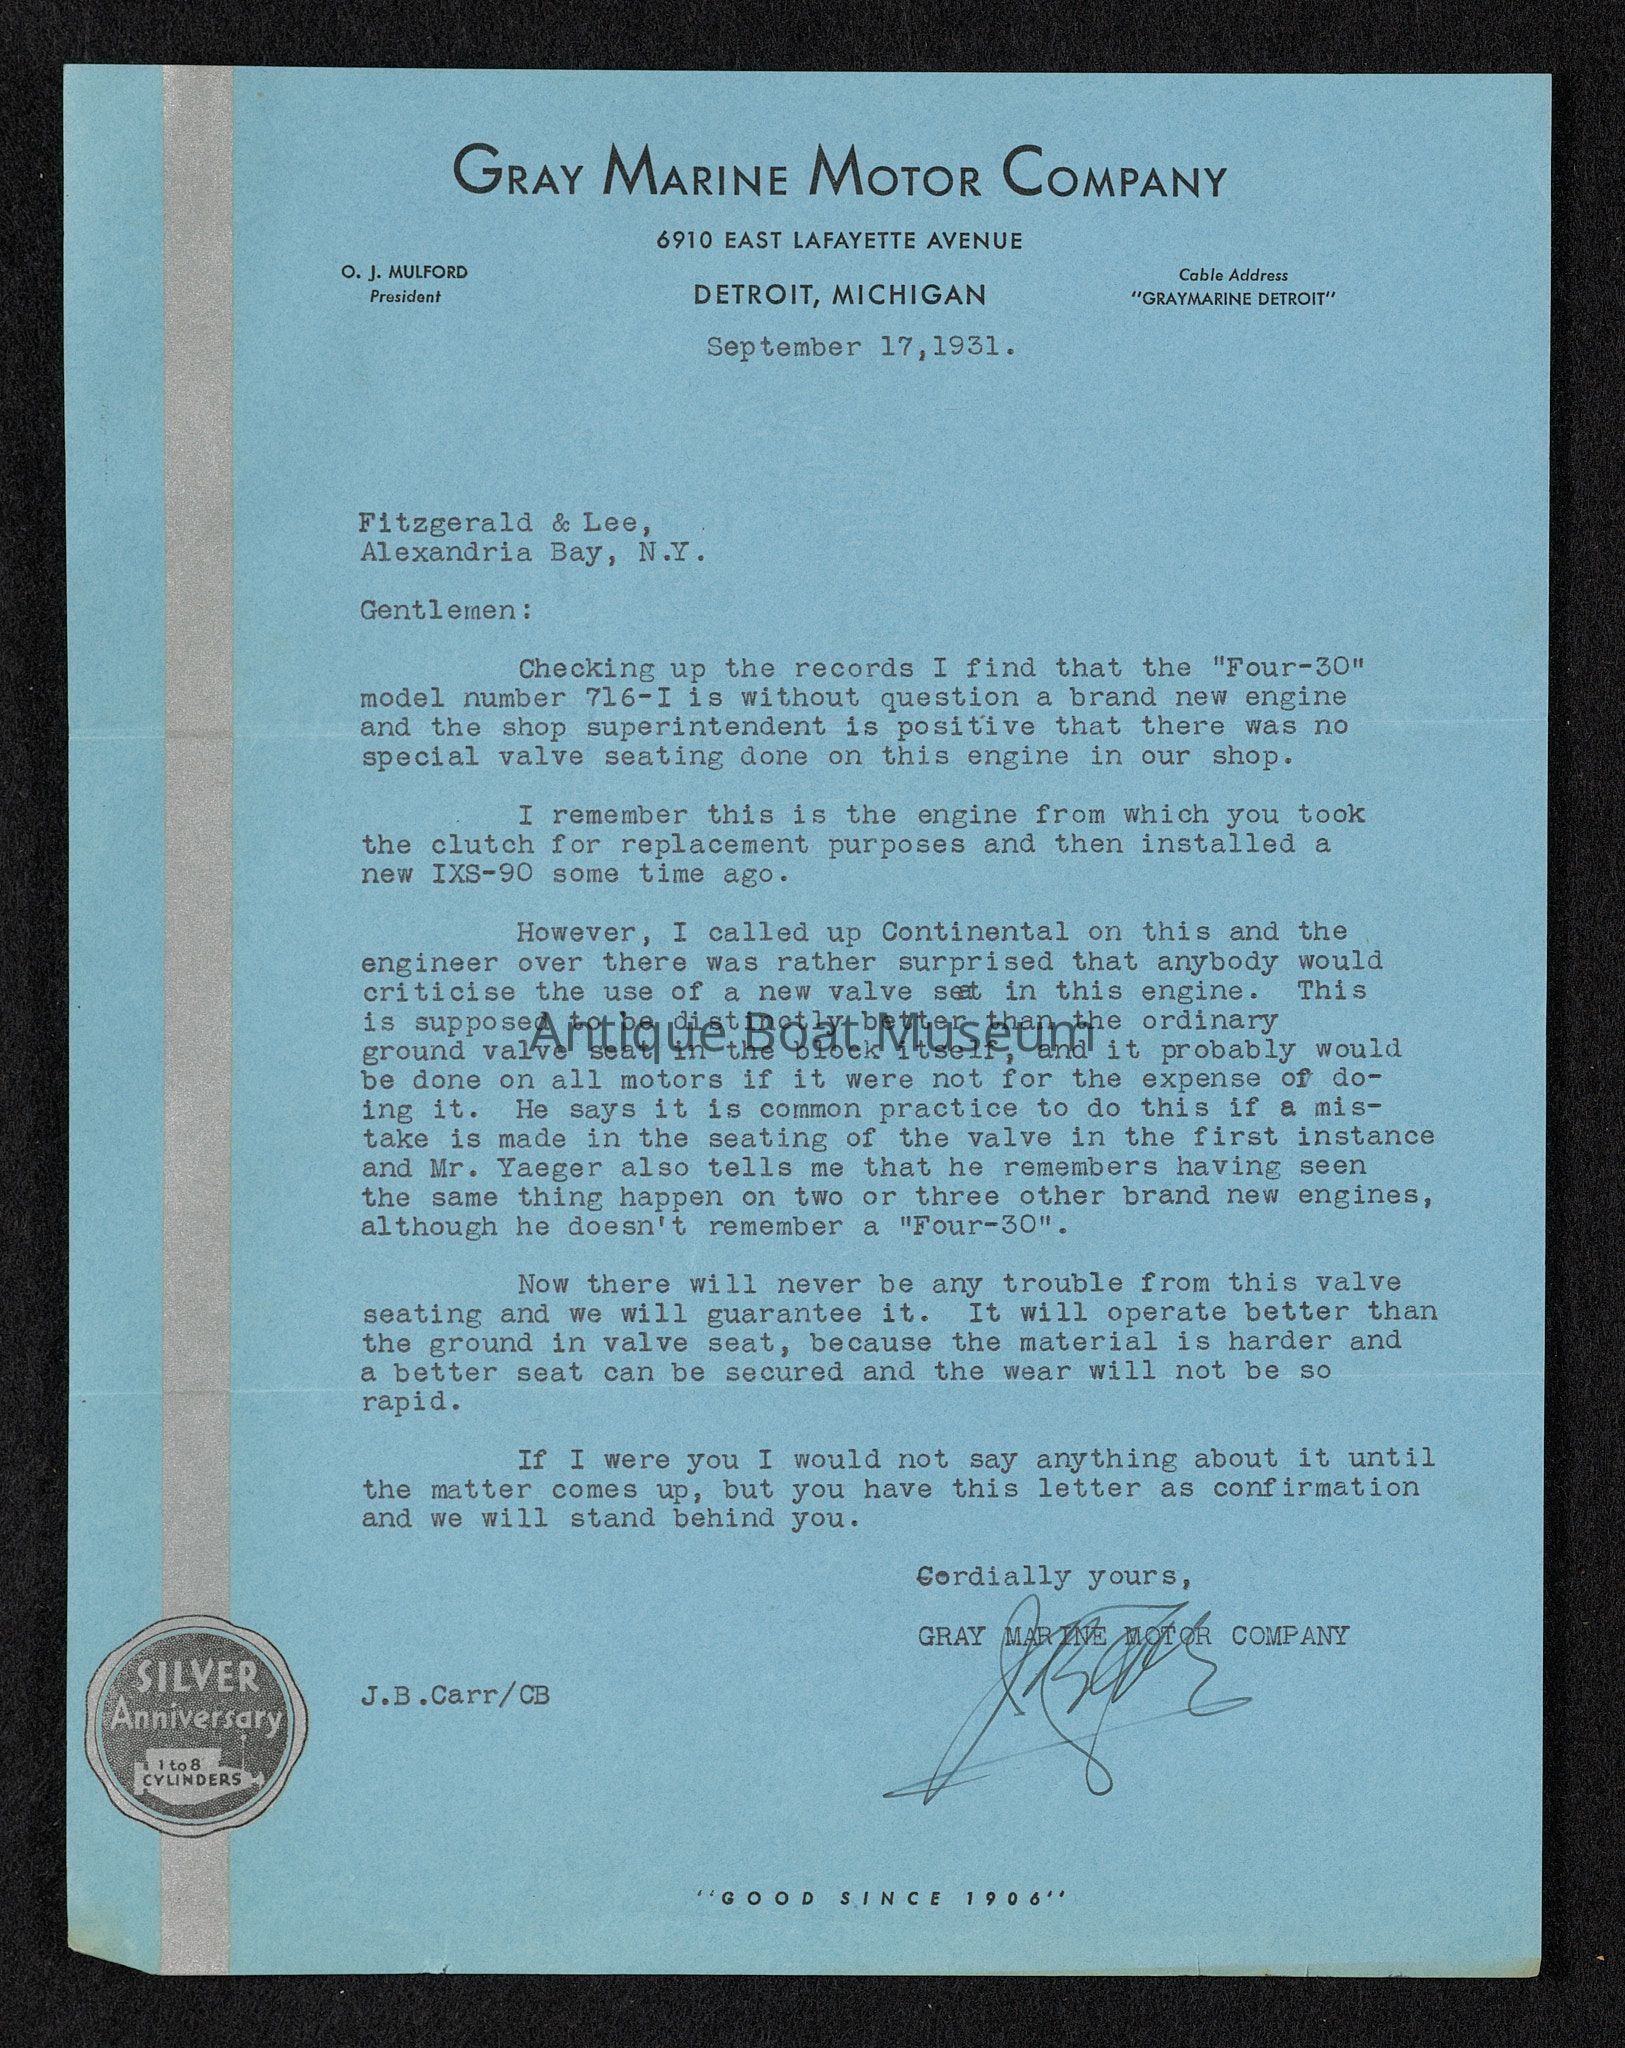 GRAY MARINE MOTOR COMPANY
6910 EAST LAFAYETTE AVENUE
O. J. MULFORD
President
DETROIT, MICHIGAN
Cable Address
"GRAYMARINE DETROIT"
September 17,1931.
Fitzgerald & Lee,
Alexandria Bay, N.Y.
Gentlemen:
Checking up the records I find that the "Four-30"
model number 716-I is without question a brand new engine
and the shop superintendent is positive that there was no
special valve seating done on this engine in our shop.
I remember this is the engine from which you took
the clutch for replacement purposes and then installed a
new IXS-90 some time ago.
However, I called up Continental on this and the
engineer over there was rather surprised that anybody would
criticise the use of a new valve seat in this engine. This
is supposed to be distinctly better than the ordinary
Antique Boat Museum
ground valve seat in the block itself, and it probably would
be done on all motors if it were not for the expense of do-
ing it. He says it is common practice to do this if a mis-
take is made in the seating of the valve in the first instance
and Mr. Yaeger also tells me that he remembers having seen
the same thing happen on two or three other brand new engines,
although he doesn't remember a "Four-30".
Now there will never be any trouble from this valve
seating and we will guarantee it. It will operate better than
the ground in valve seat, because the material is harder and
a better seat can be secured and the wear will not be so
rapid.
If I were you I would not say anything about it until
the matter comes up, but you have this letter as confirmation
and we will stand behind you.
Cordially yours,
GRAY MARINE MOTOR COMPANY
J.B.Carr/CB
SILVER
Anniversary
1 to 8
CYLINDERS
"GOOD SINCE 1906"